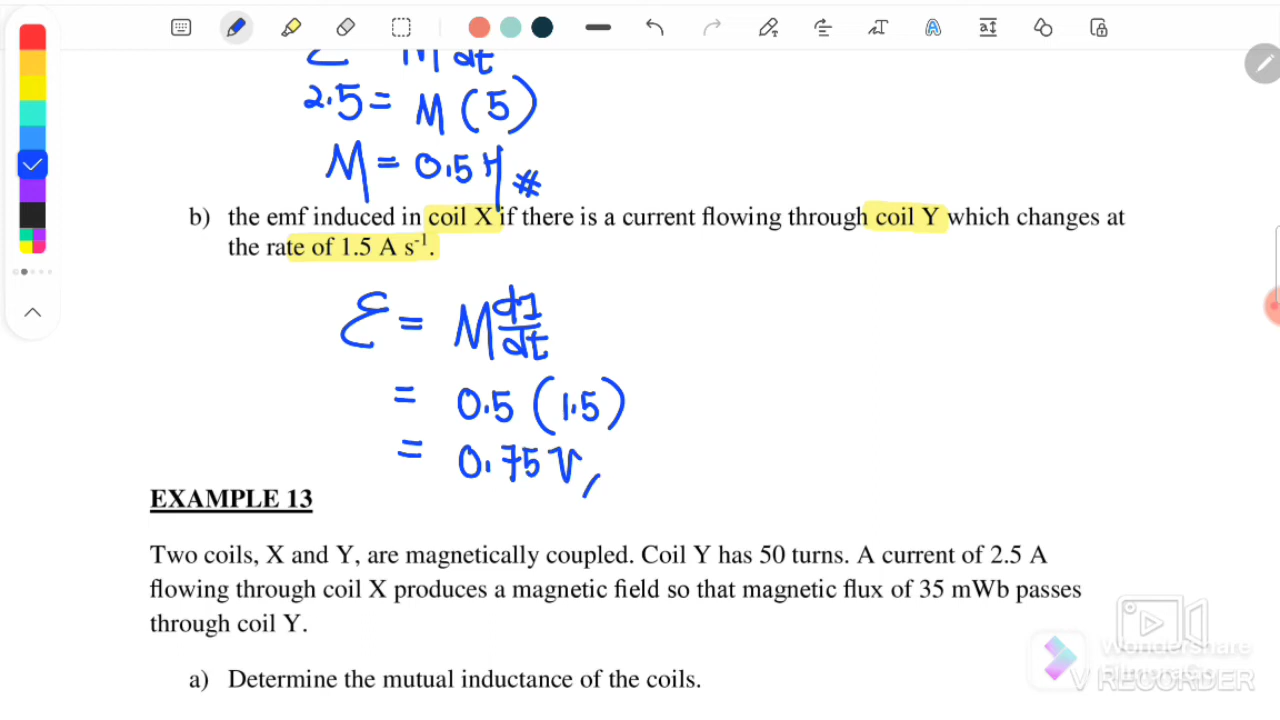 2.5 = M (5)
M = 0.5 H #
b) the emf induced in coil X if there is a current flowing through coil Y which changes at
the rate of 1.5 A s⁻¹.
Ɛ = M dI/dt
= 0.5 (1.5)
= 0.75 V
EXAMPLE 13
Two coils, X and Y, are magnetically coupled. Coil Y has 50 turns. A current of 2.5 A
flowing through coil X produces a magnetic field so that magnetic flux of 35 mWb passes
through coil Y.
a) Determine the mutual inductance of the coils.
Wondershare
V RECORDER